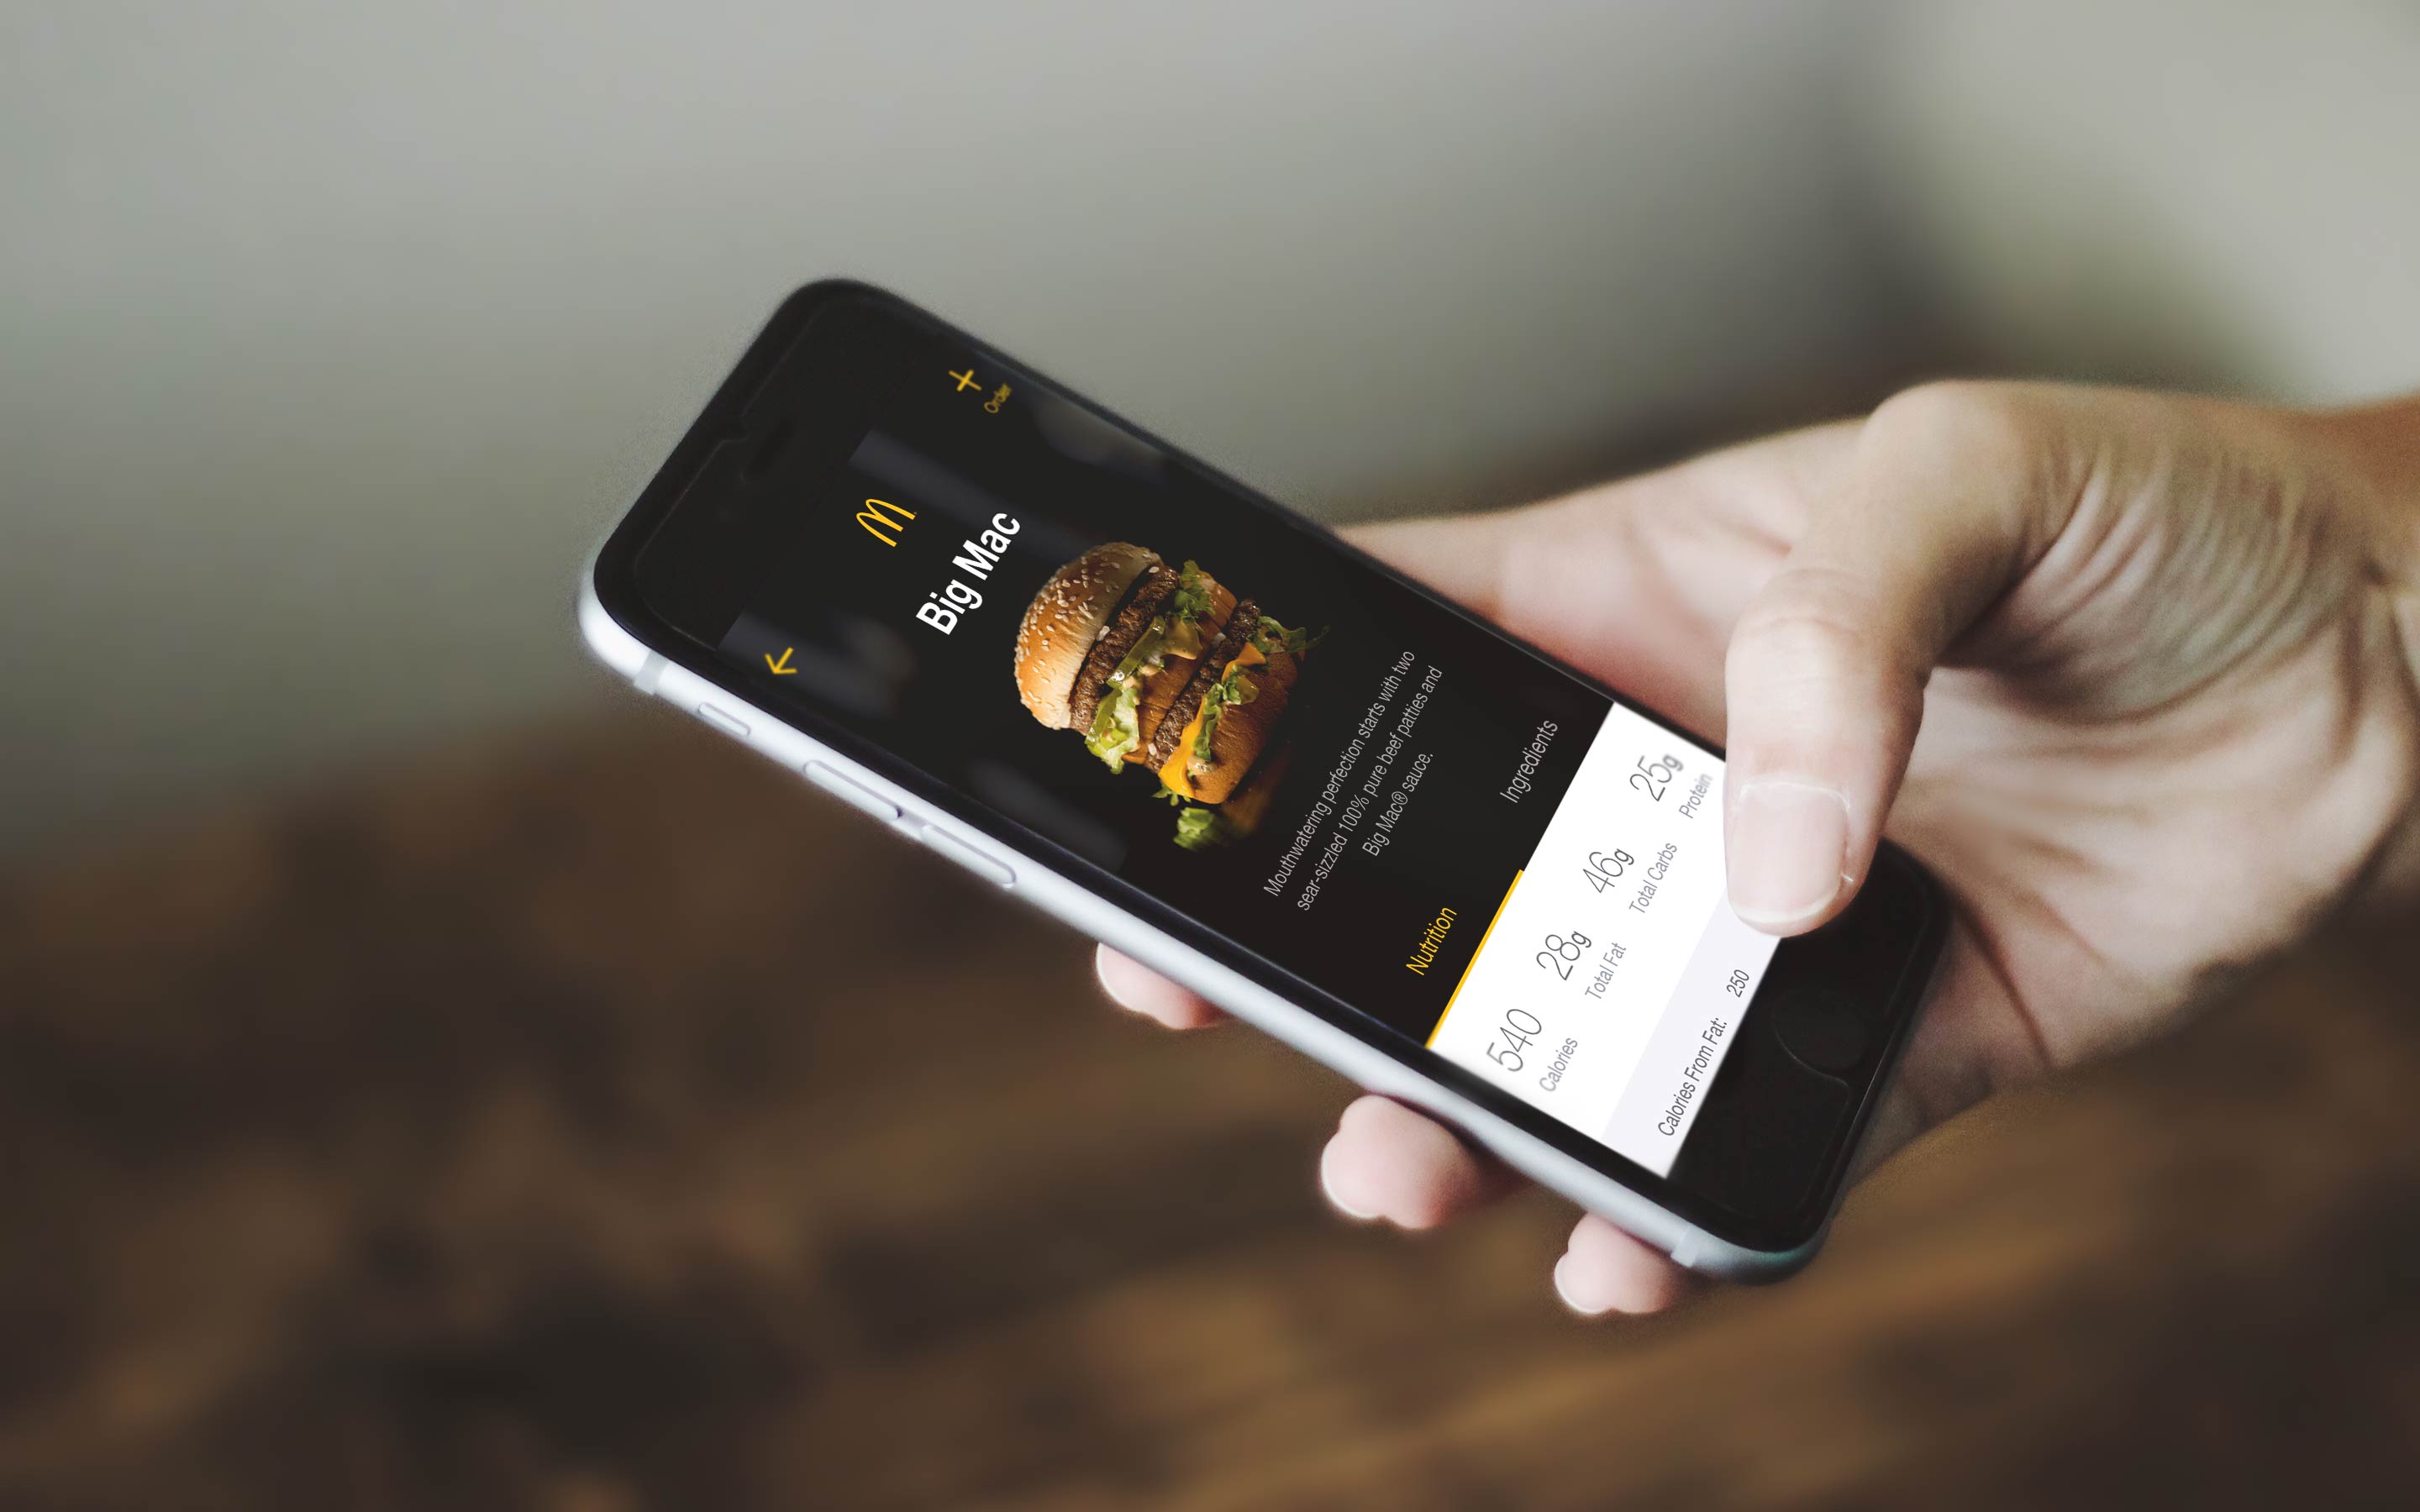 Order
Big Mac
Mouthwatering perfection starts with two
sear-sizzled 100% pure beef patties and
Big Mac® sauce.
Nutrition
Ingredients
540
Calories
28g
Total Fat
46g
Total Carbs
25g
Protein
Calories From Fat: 250